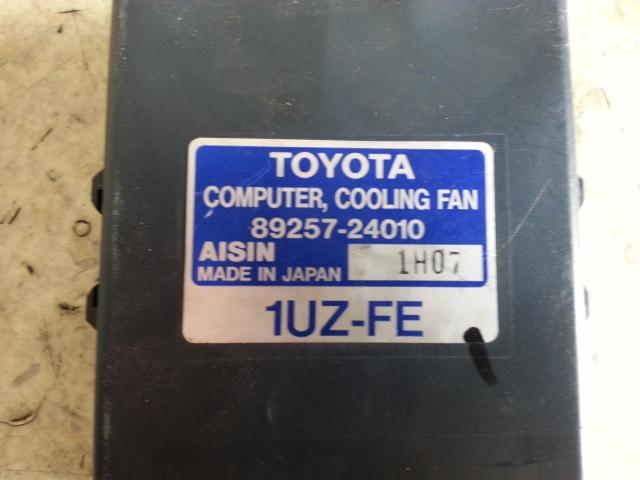 TOYOTA
COMPUTER, COOLING FAN
89257-24010
AISIN
MADE IN JAPAN 1H07
1UZ-FE